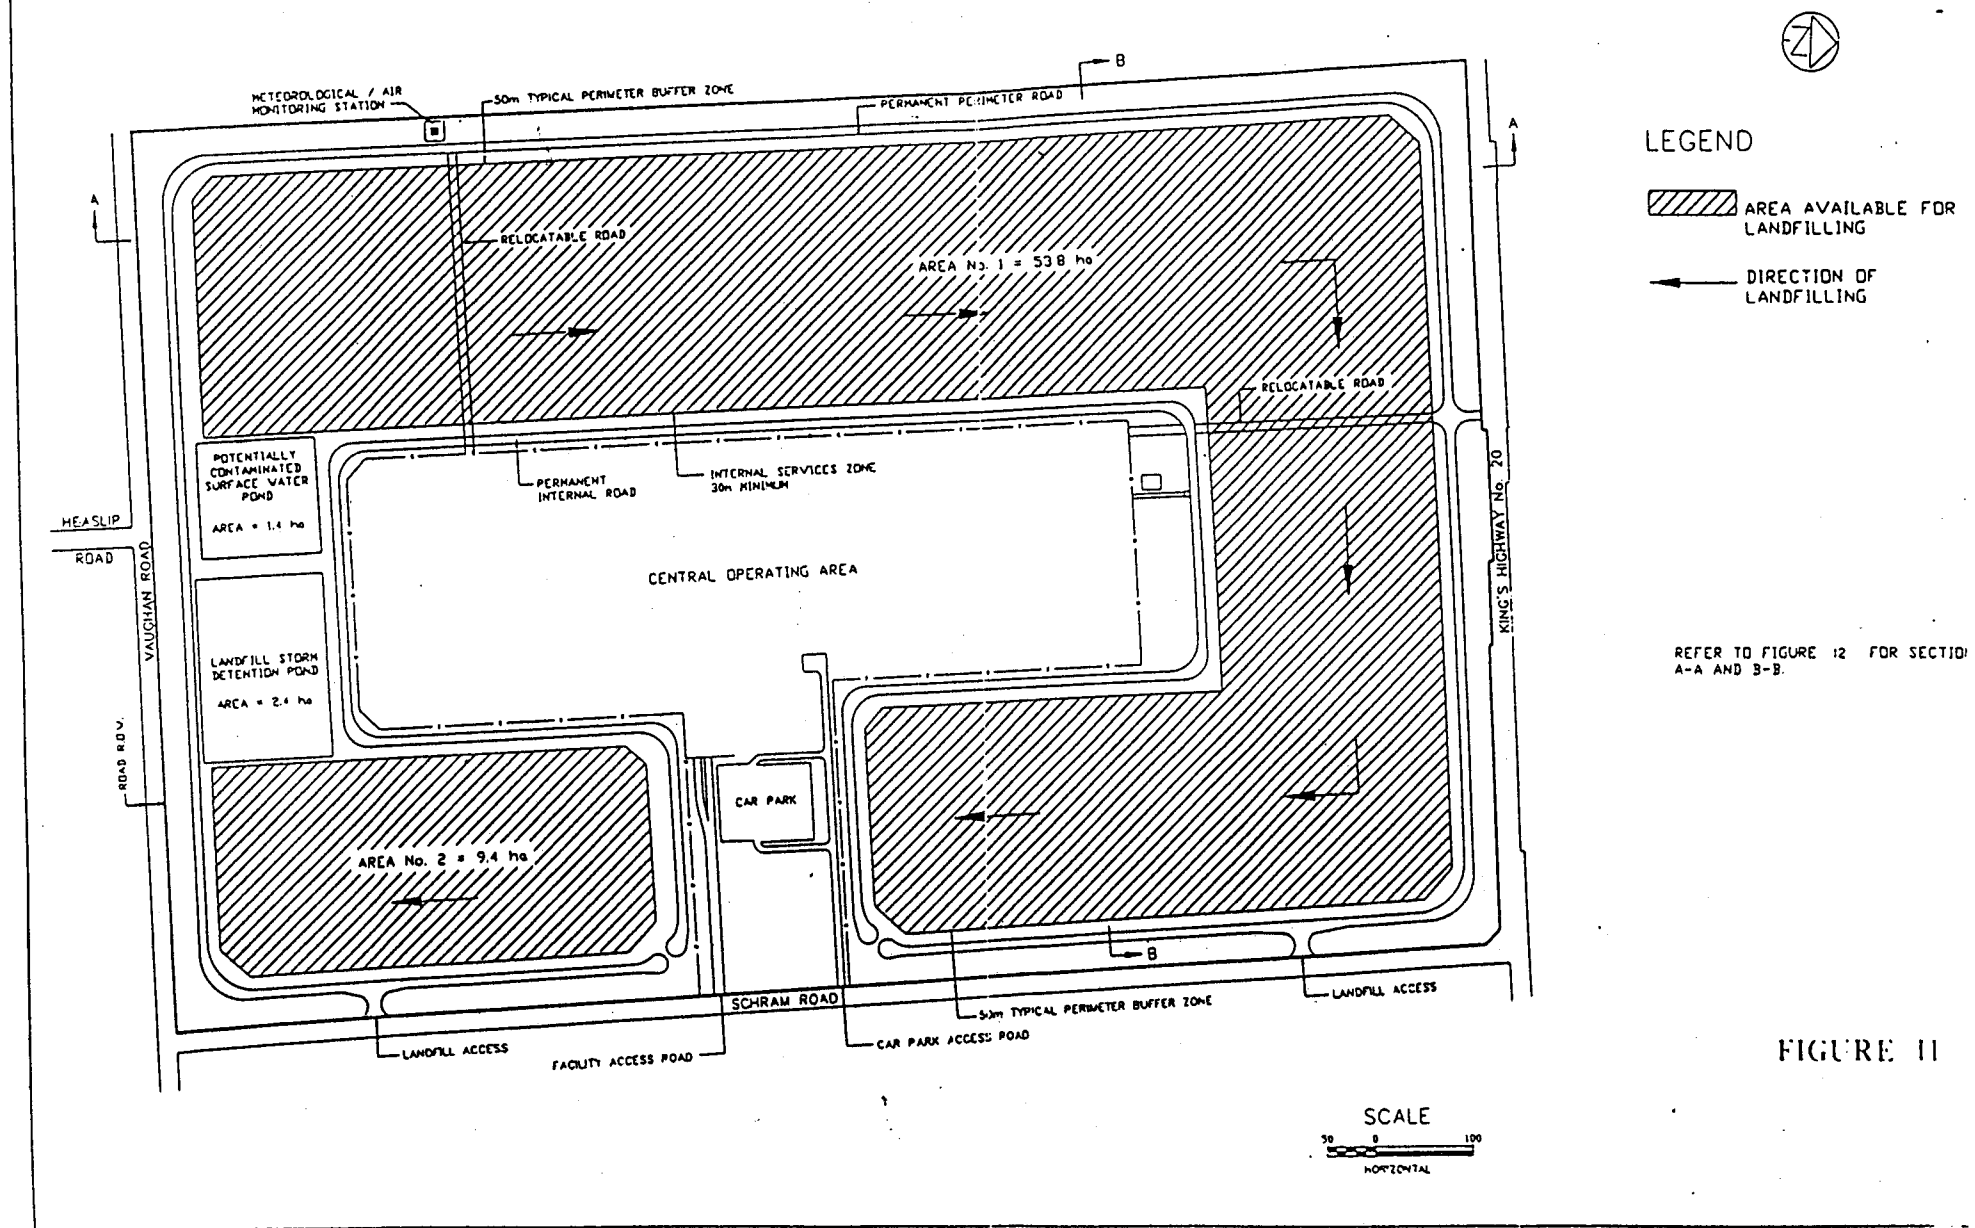 N
B
METEOROLOGICAL / AIR
MONITORING STATION
50m TYPICAL PERIMETER BUFFER ZONE
PERMANENT PERIMETER ROAD
A
A
LEGEND
AREA AVAILABLE FOR
LANDFILLING
DIRECTION OF
LANDFILLING
RELOCATABLE ROAD
AREA No. 1 = 53.8 ha
RELOCATABLE ROAD
POTENTIALLY
CONTAMINATED
SURFACE WATER
POND
AREA = 1.4 ha
PERMANENT
INTERNAL ROAD
INTERNAL SERVICES ZONE
30m MINIMUM
HEASLIP
ROAD
VAUGHAN ROAD
KING'S HIGHWAY No. 20
CENTRAL OPERATING AREA
LANDFILL STORM
DETENTION POND
AREA = 2.4 ha
REFER TO FIGURE 12 FOR SECTIO
A-A AND B-B.
ROAD R.O.V.
CAR PARK
AREA No. 2 = 9.4 ha
B
SCHRAM ROAD
LANDFILL ACCESS
50m TYPICAL PERIMETER BUFFER ZONE
CAR PARK ACCESS ROAD
LANDFILL ACCESS
FACILITY ACCESS ROAD
FIGURE 11
SCALE
50 0 100
HORIZONTAL